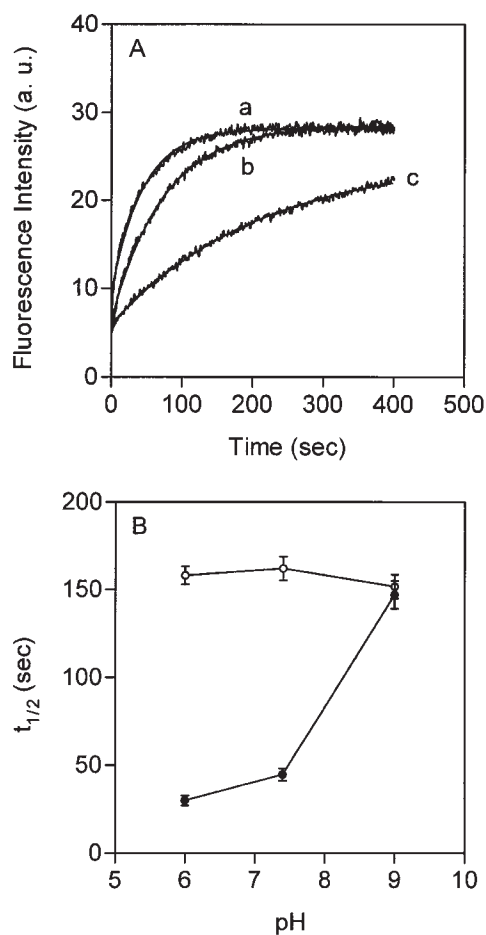 A
Fluorescence Intensity (a. u.)
40
30
20
10
0
a
b
c
0 100 200 300 400 500
Time (sec)
B
t1/2 (sec)
200
150
100
50
0
5 6 7 8 9 10
pH